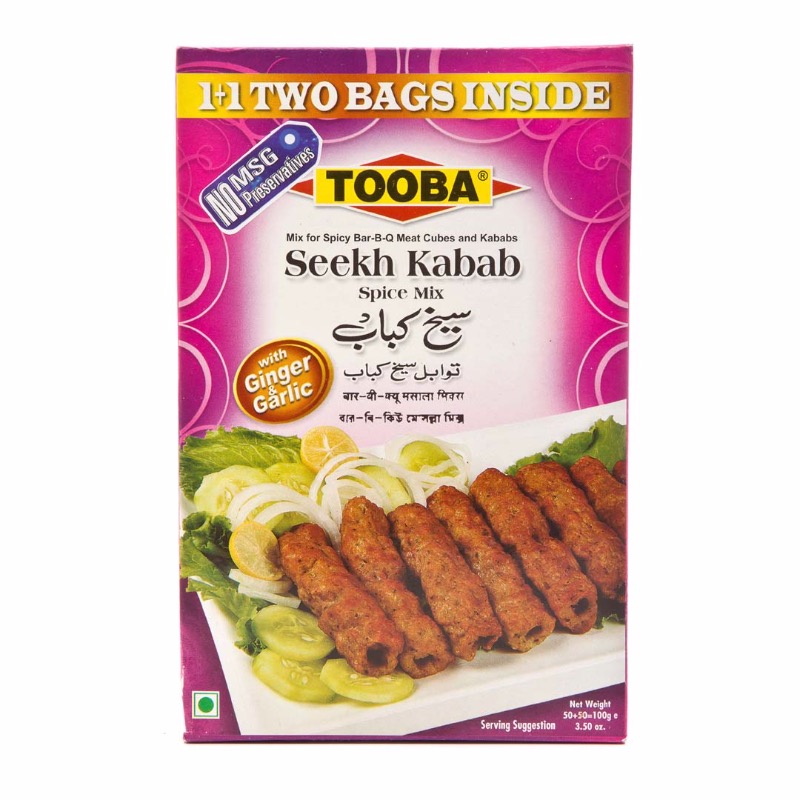 1+1 TWO BAGS INSIDE
NO MSG
Preservatives
TOOBA®
Mix for Spicy Bar-B-Q Meat Cubes and Kababs
Seekh Kabab
Spice Mix
سیخ کباب
توابل سیخ کباب
बार-बी-क्यू मसाला मिक्स
বার-বি-কিউ মেসল্লা মিক্স
with
Ginger
&
Garlic
Net Weight
50+50=100g e
3.50 oz.
Serving Suggestion